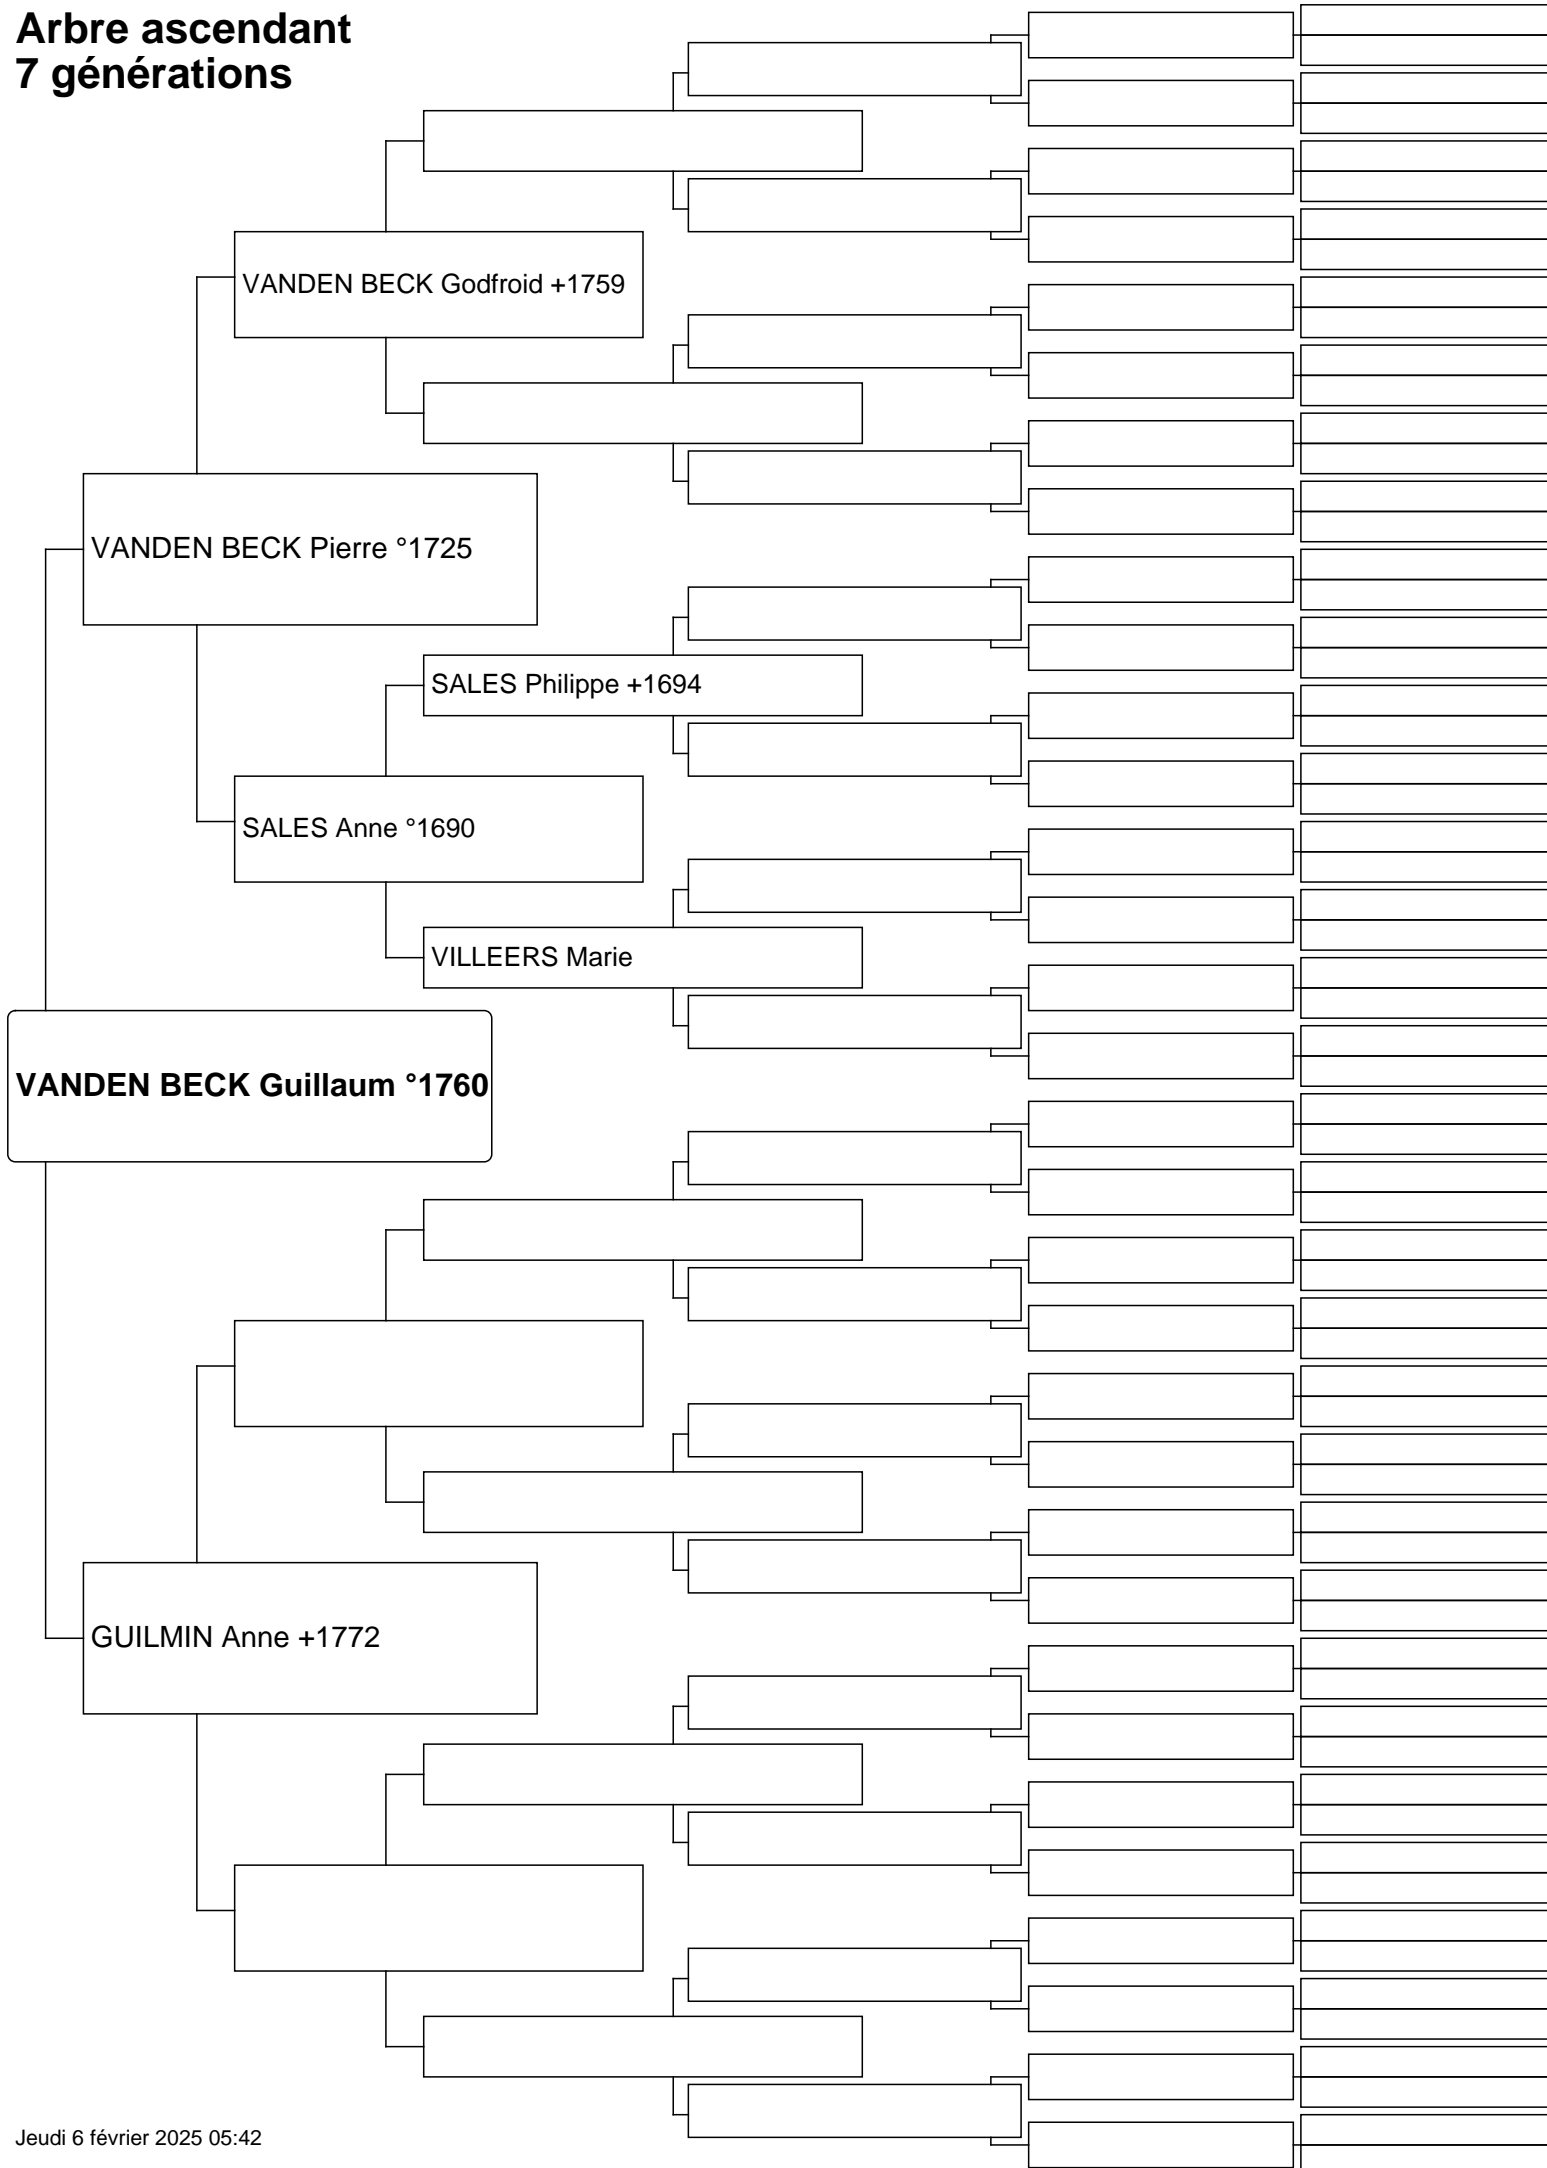 Arbre ascendant
7 générations
VANDEN BECK Godfroid +1759
VANDEN BECK Pierre °1725
SALES Philippe +1694
SALES Anne °1690
VILLEERS Marie
VANDEN BECK Guillaum °1760
GUILMIN Anne +1772
Jeudi 6 février 2025 05:42